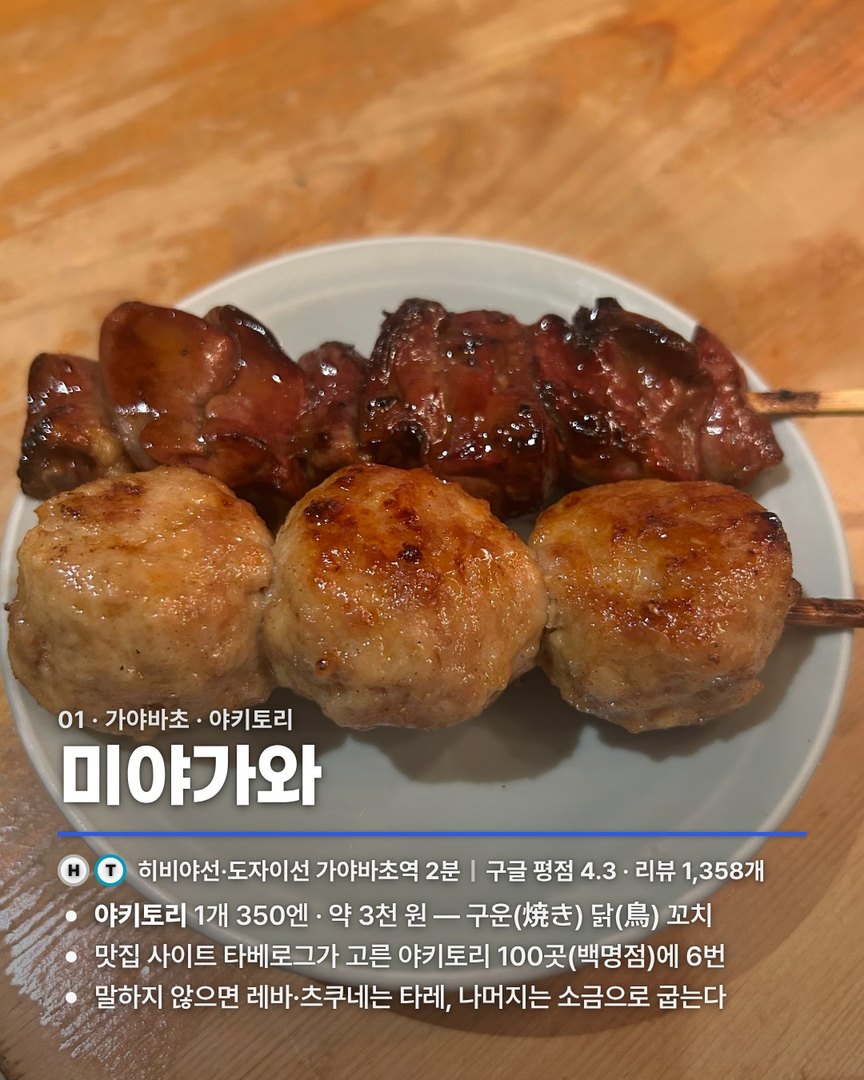 01 · 가야바초 · 야키토리
미야가와
H T 히비야선·도자이선 가야바초역 2분 | 구글 평점 4.3 · 리뷰 1,358개
• 야키토리 1개 350엔 · 약 3천 원 — 구운(焼き) 닭(鳥) 꼬치
• 맛집 사이트 타베로그가 고른 야키토리 100곳(백명점)에 6번
• 말하지 않으면 레바·츠쿠네는 타레, 나머지는 소금으로 굽는다